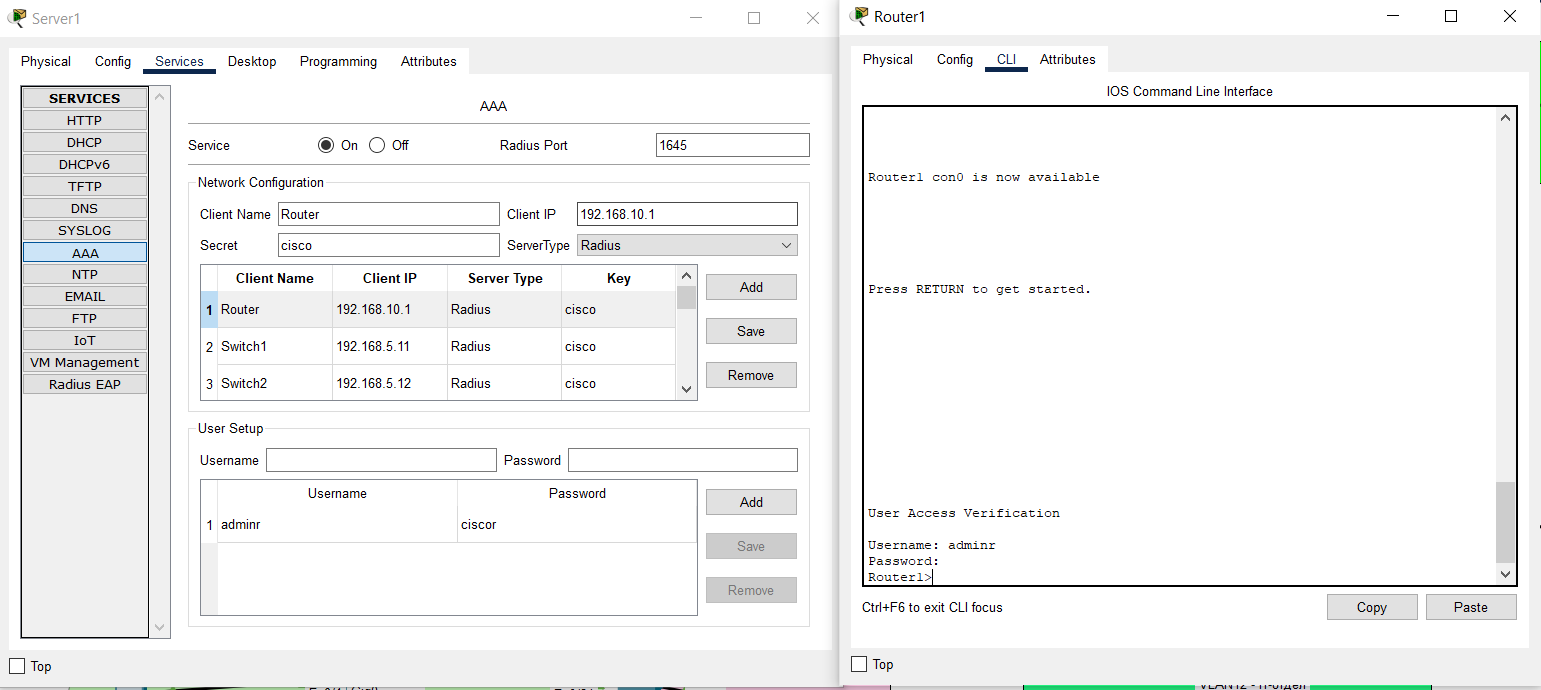 Server1
Physical Config Services Desktop Programming Attributes
SERVICES
HTTP
DHCP
DHCPv6
TFTP
DNS
SYSLOG
AAA
NTP
EMAIL
FTP
IoT
VM Management
Radius EAP
AAA
Service On Off Radius Port 1645
Network Configuration
Client Name Router Client IP 192.168.10.1
Secret cisco ServerType Radius
Client Name Client IP Server Type Key
1 Router 192.168.10.1 Radius cisco
2 Switch1 192.168.5.11 Radius cisco
3 Switch2 192.168.5.12 Radius cisco
Add
Save
Remove
User Setup
Username Password
Username Password
1 adminr ciscor
Add
Save
Remove
Top
Router1
Physical Config CLI Attributes
IOS Command Line Interface
Router1 con0 is now available
Press RETURN to get started.
User Access Verification
Username: adminr
Password:
Router1>
Ctrl+F6 to exit CLI focus
Copy Paste
Top